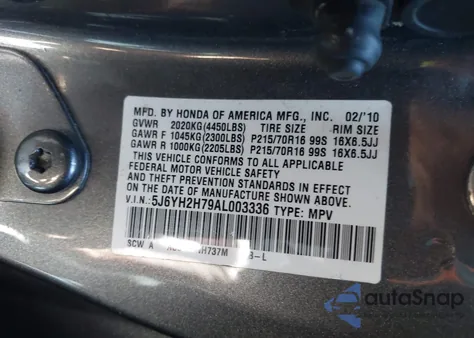 MFD. BY HONDA OF AMERICA MFG., INC. 02/'10
GVWR 2020KG(4450LBS) TIRE SIZE RIM SIZE
GAWR F 1045KG(2300LBS) P215/70R16 99S 16X6.5JJ
GAWR R 1000KG(2205LBS) P215/70R16 99S 16X6.5JJ
THIS VEHICLE CONFORMS TO ALL APPLICABLE
FEDERAL MOTOR VEHICLE SAFETY AND
THEFT PREVENTION STANDARDS IN EFFECT
ON THE DATE OF MANUFACTURE SHOWN ABOVE.
V.I.N.: 5J6YH2H79AL003336 TYPE: MPV
SCW A H737M B-L
autoSnap